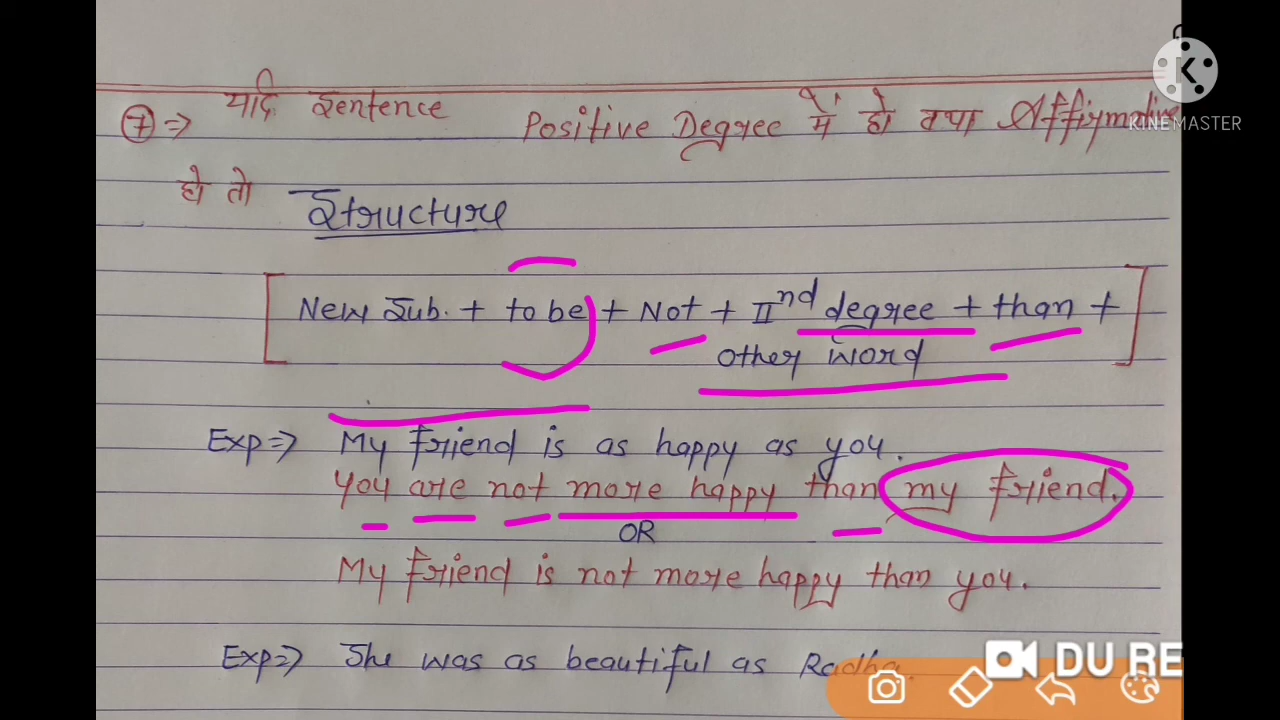 ⑦⇒ यदि Sentence Positive Degree में हो तथा Affirmative
हो तो Structure
[New Sub. + to be + Not + IInd degree + than +
other word]
Exp⇒ My friend is as happy as you.
You are not more happy than my friend.
OR
My friend is not more happy than you.
Exp⇒ She was as beautiful as Radha.
KINEMASTER
DU RE